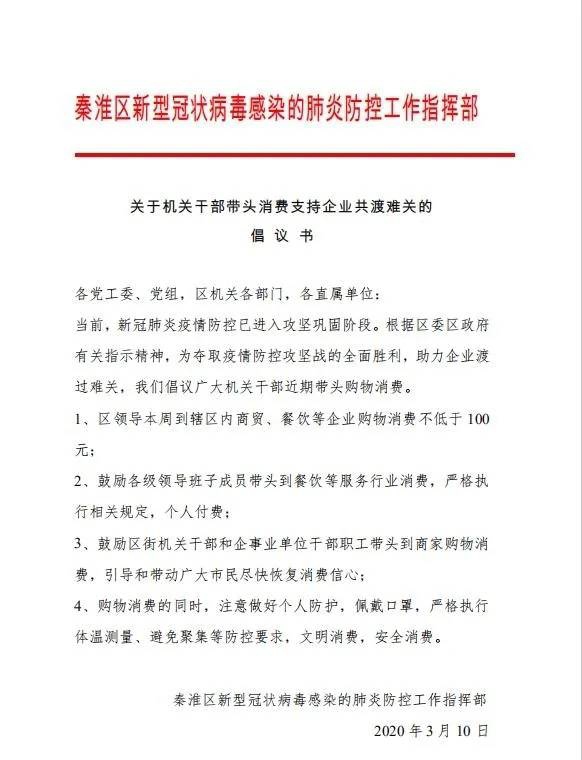 秦淮区新型冠状病毒感染的肺炎防控工作指挥部
关于机关干部带头消费支持企业共渡难关的
倡 议 书
各党工委、党组，区机关各部门，各直属单位：
当前，新冠肺炎疫情防控已进入攻坚巩固阶段。根据区委区政府
有关指示精神，为夺取疫情防控攻坚战的全面胜利，助力企业渡
过难关，我们倡议广大机关干部近期带头购物消费。
1、区领导本周到辖区内商贸、餐饮等企业购物消费不低于 100
元；
2、鼓励各级领导班子成员带头到餐饮等服务行业消费，严格执
行相关规定，个人付费；
3、鼓励区街机关干部和企事业单位干部职工带头到商家购物消
费，引导和带动广大市民尽快恢复消费信心；
4、购物消费的同时，注意做好个人防护，佩戴口罩，严格执行
体温测量、避免聚集等防控要求，文明消费，安全消费。
秦淮区新型冠状病毒感染的肺炎防控工作指挥部
2020 年 3 月 10 日